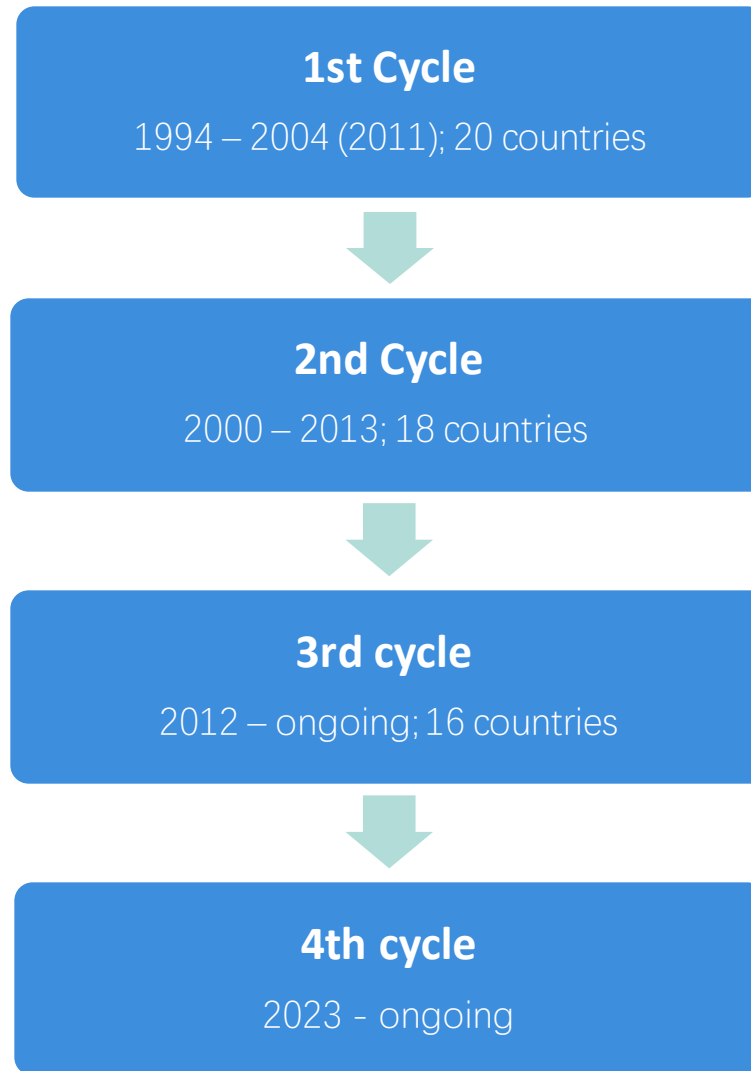 1st Cycle
1994 – 2004 (2011); 20 countries
2nd Cycle
2000 – 2013; 18 countries
3rd cycle
2012 – ongoing; 16 countries
4th cycle
2023 - ongoing